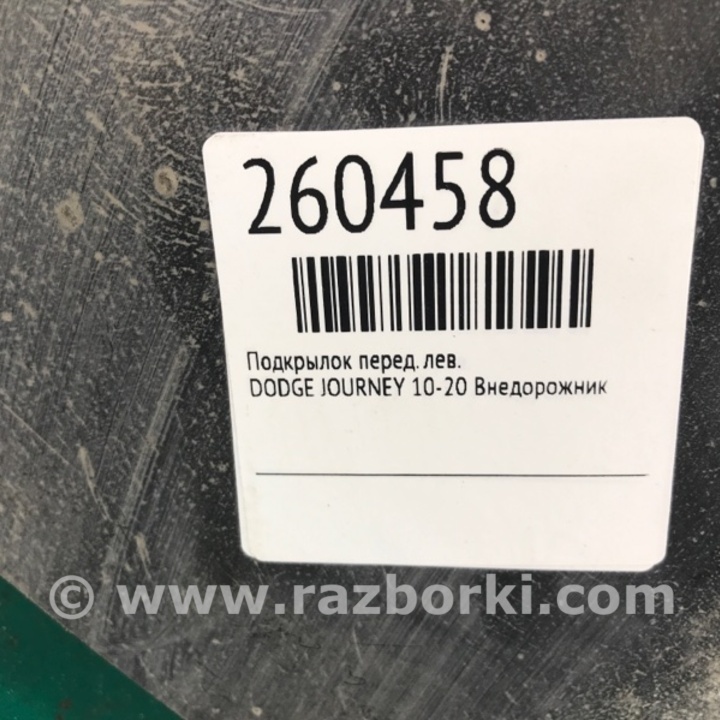 260458
Подкрылок перед. лев.
DODGE JOURNEY 10-20 Внедорожник
© www.razborki.com